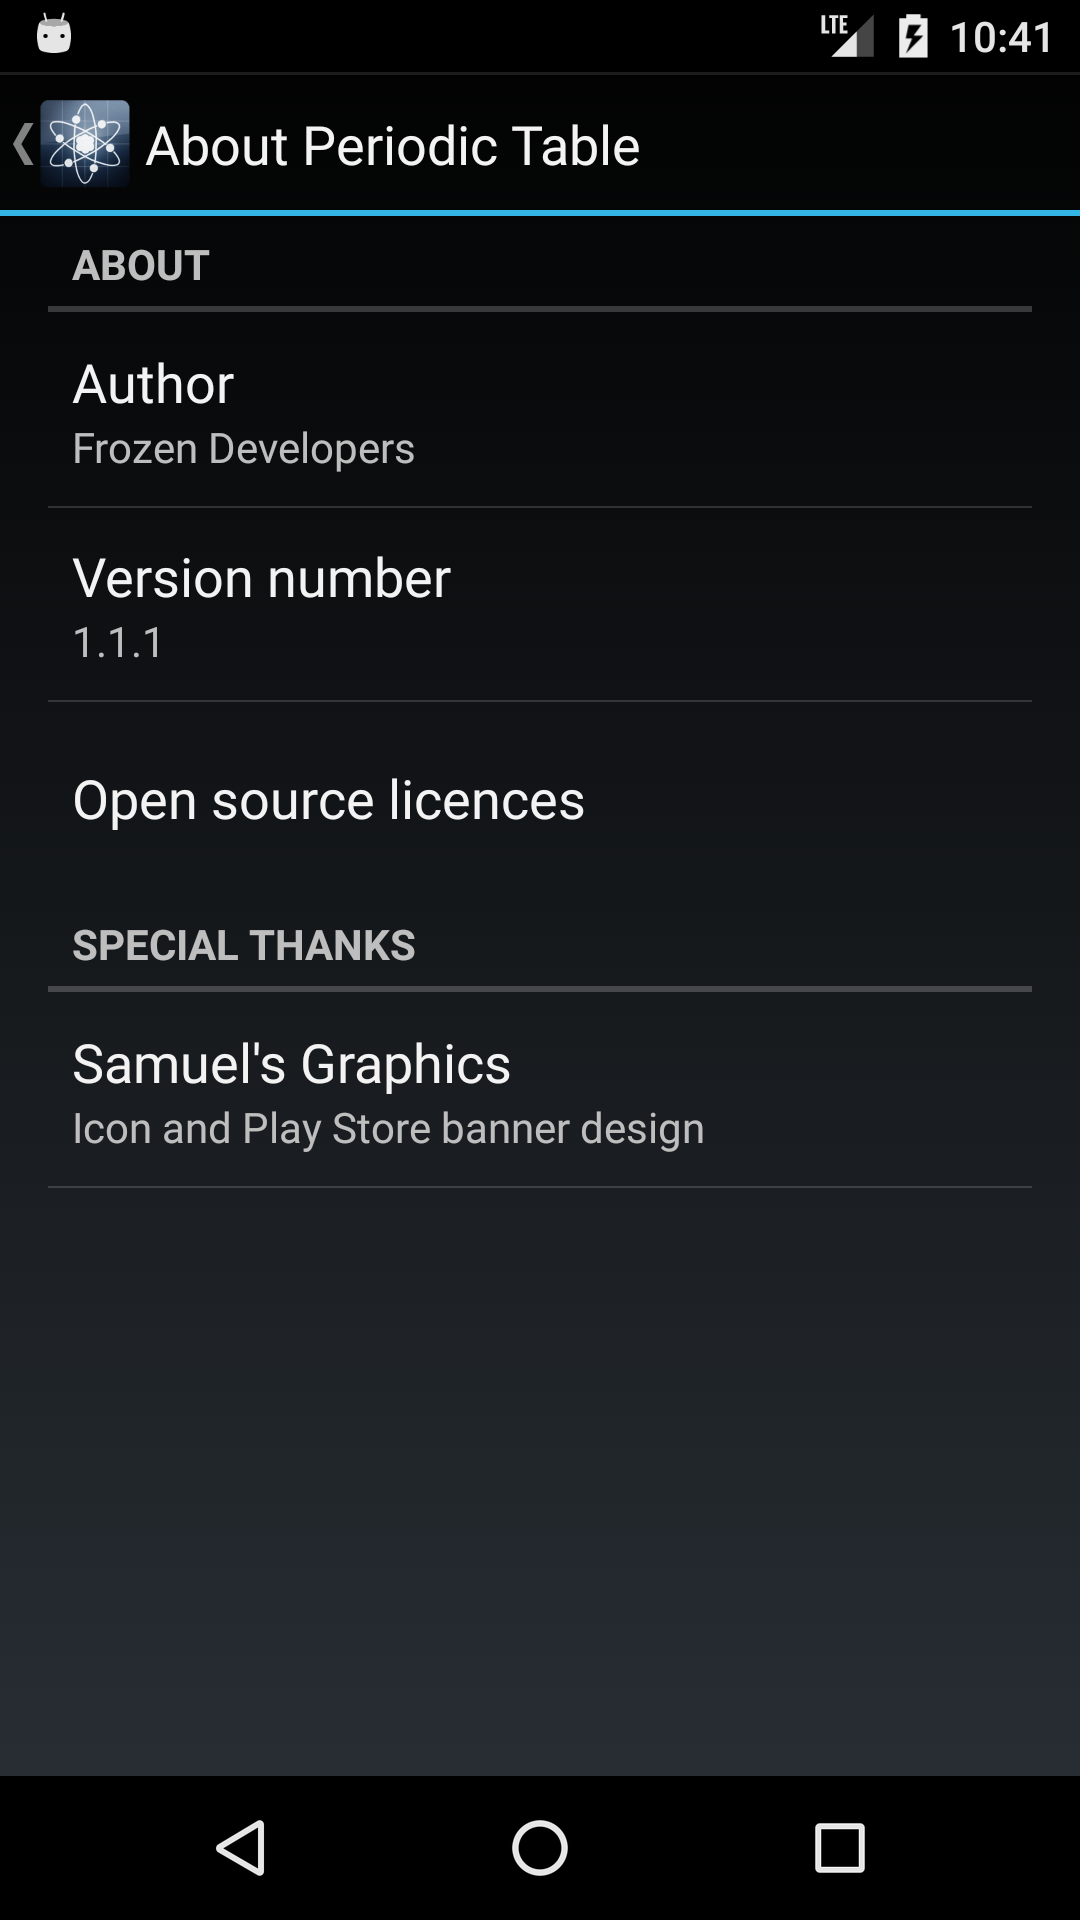 LTE 10:41
About Periodic Table
ABOUT
Author
Frozen Developers
Version number
1.1.1
Open source licences
SPECIAL THANKS
Samuel's Graphics
Icon and Play Store banner design